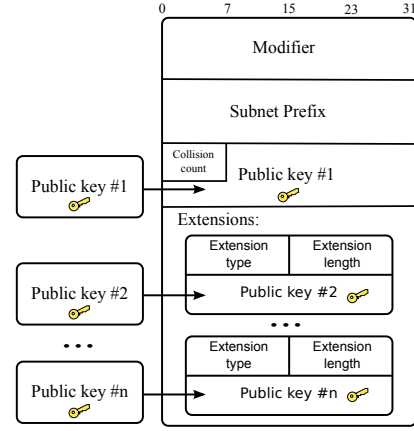 0 7 15 23 31
Modifier
Subnet Prefix
Collision
count
Public key #1
Public key #1
Extensions:
Extension
type
Extension
length
Public key #2
Public key #2
...
...
Extension
type
Extension
length
Public key #n
Public key #n